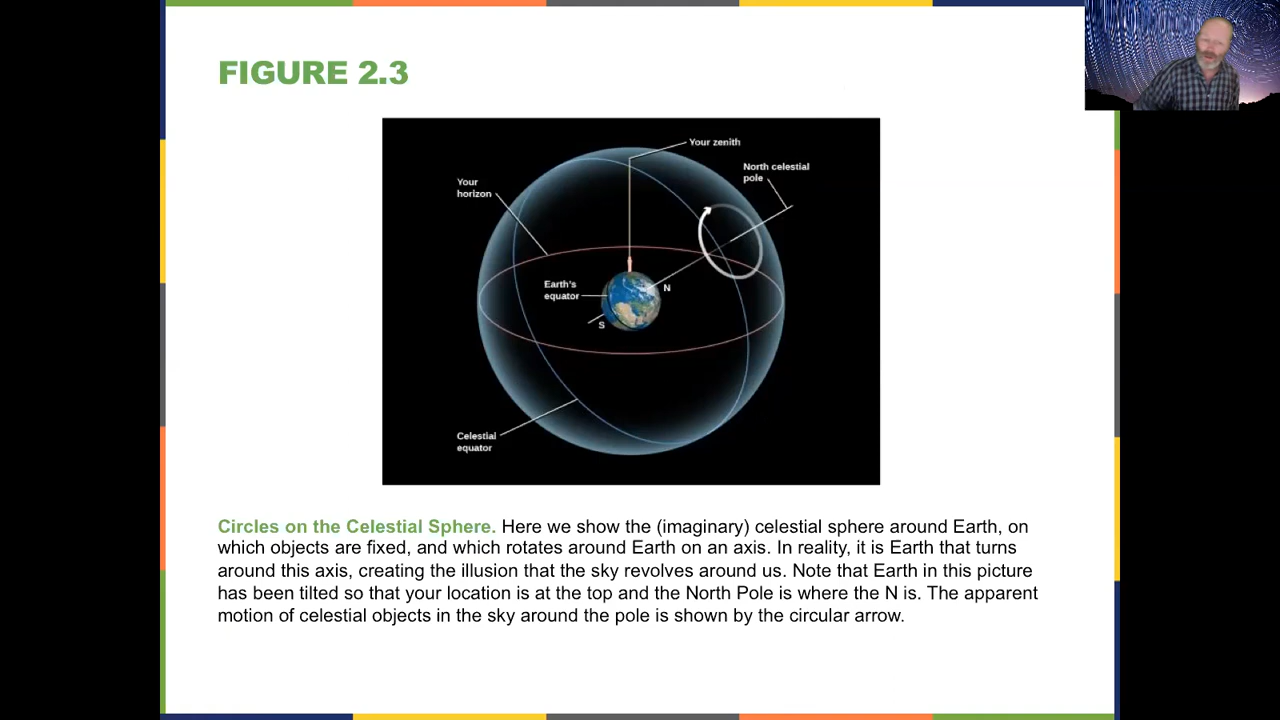 FIGURE 2.3
Your zenith
North celestial
pole
Your
horizon
Earth's
equator
N
S
Celestial
equator
Circles on the Celestial Sphere. Here we show the (imaginary) celestial sphere around Earth, on
which objects are fixed, and which rotates around Earth on an axis. In reality, it is Earth that turns
around this axis, creating the illusion that the sky revolves around us. Note that Earth in this picture
has been tilted so that your location is at the top and the North Pole is where the N is. The apparent
motion of celestial objects in the sky around the pole is shown by the circular arrow.